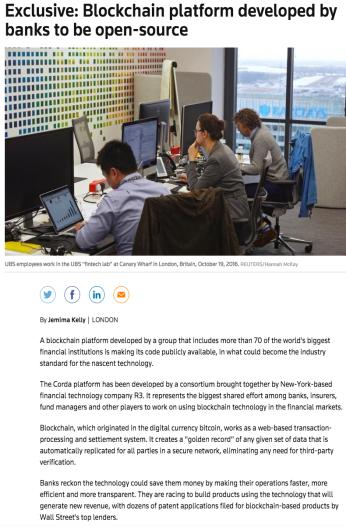 Exclusive: Blockchain platform developed by
banks to be open-source
UBS employees work in the UBS "fintech lab" at Canary Wharf in London, Britain, October 19, 2016. REUTERS/Hannah McKay
By Jemima Kelly | LONDON
A blockchain platform developed by a group that includes more than 70 of the world's biggest
financial institutions is making its code publicly available, in what could become the industry
standard for the nascent technology.
The Corda platform has been developed by a consortium brought together by New-York-based
financial technology company R3. It represents the biggest shared effort among banks, insurers,
fund managers and other players to work on using blockchain technology in the financial markets.
Blockchain, which originated in the digital currency bitcoin, works as a web-based transaction-
processing and settlement system. It creates a "golden record" of any given set of data that is
automatically replicated for all parties in a secure network, eliminating any need for third-party
verification.
Banks reckon the technology could save them money by making their operations faster, more
efficient and more transparent. They are racing to build products using the technology that
will generate new revenue, with dozens of patent applications filed for blockchain-based products by
Wall Street's top lenders.